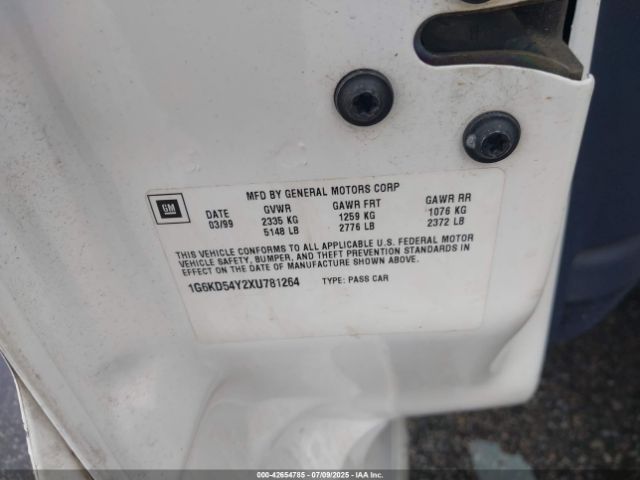 MFD BY GENERAL MOTORS CORP
GM
DATE GVWR GAWR FRT GAWR RR
03/99 2335 KG 1259 KG 1076 KG
5148 LB 2776 LB 2372 LB
THIS VEHICLE CONFORMS TO ALL APPLICABLE U.S. FEDERAL MOTOR
VEHICLE SAFETY, BUMPER, AND THEFT PREVENTION STANDARDS IN
EFFECT ON THE DATE OF MANUFACTURE SHOWN ABOVE.
1G6KD54Y2XU781264 TYPE: PASS CAR
000-42654785 07/09/2025 IAA, Inc.